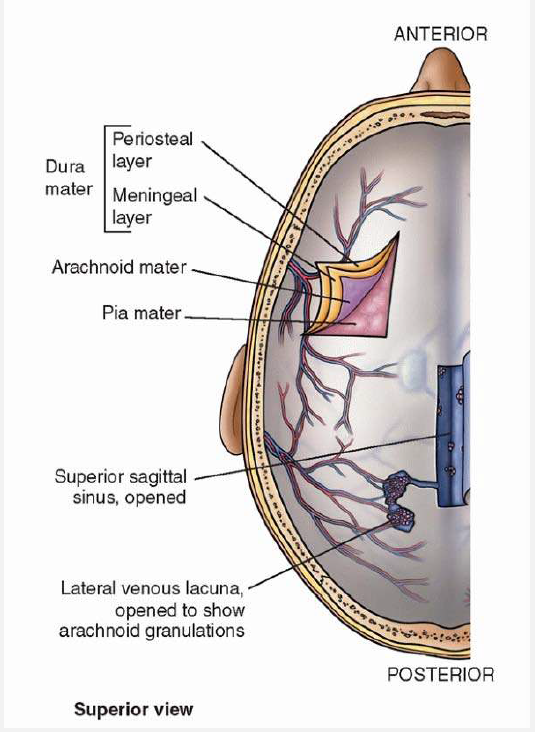 ANTERIOR
Periosteal
layer
Dura
mater
Meningeal
layer
Arachnoid mater
Pia mater
Superior sagittal
sinus, opened
Lateral venous lacuna,
opened to show
arachnoid granulations
POSTERIOR
Superior view